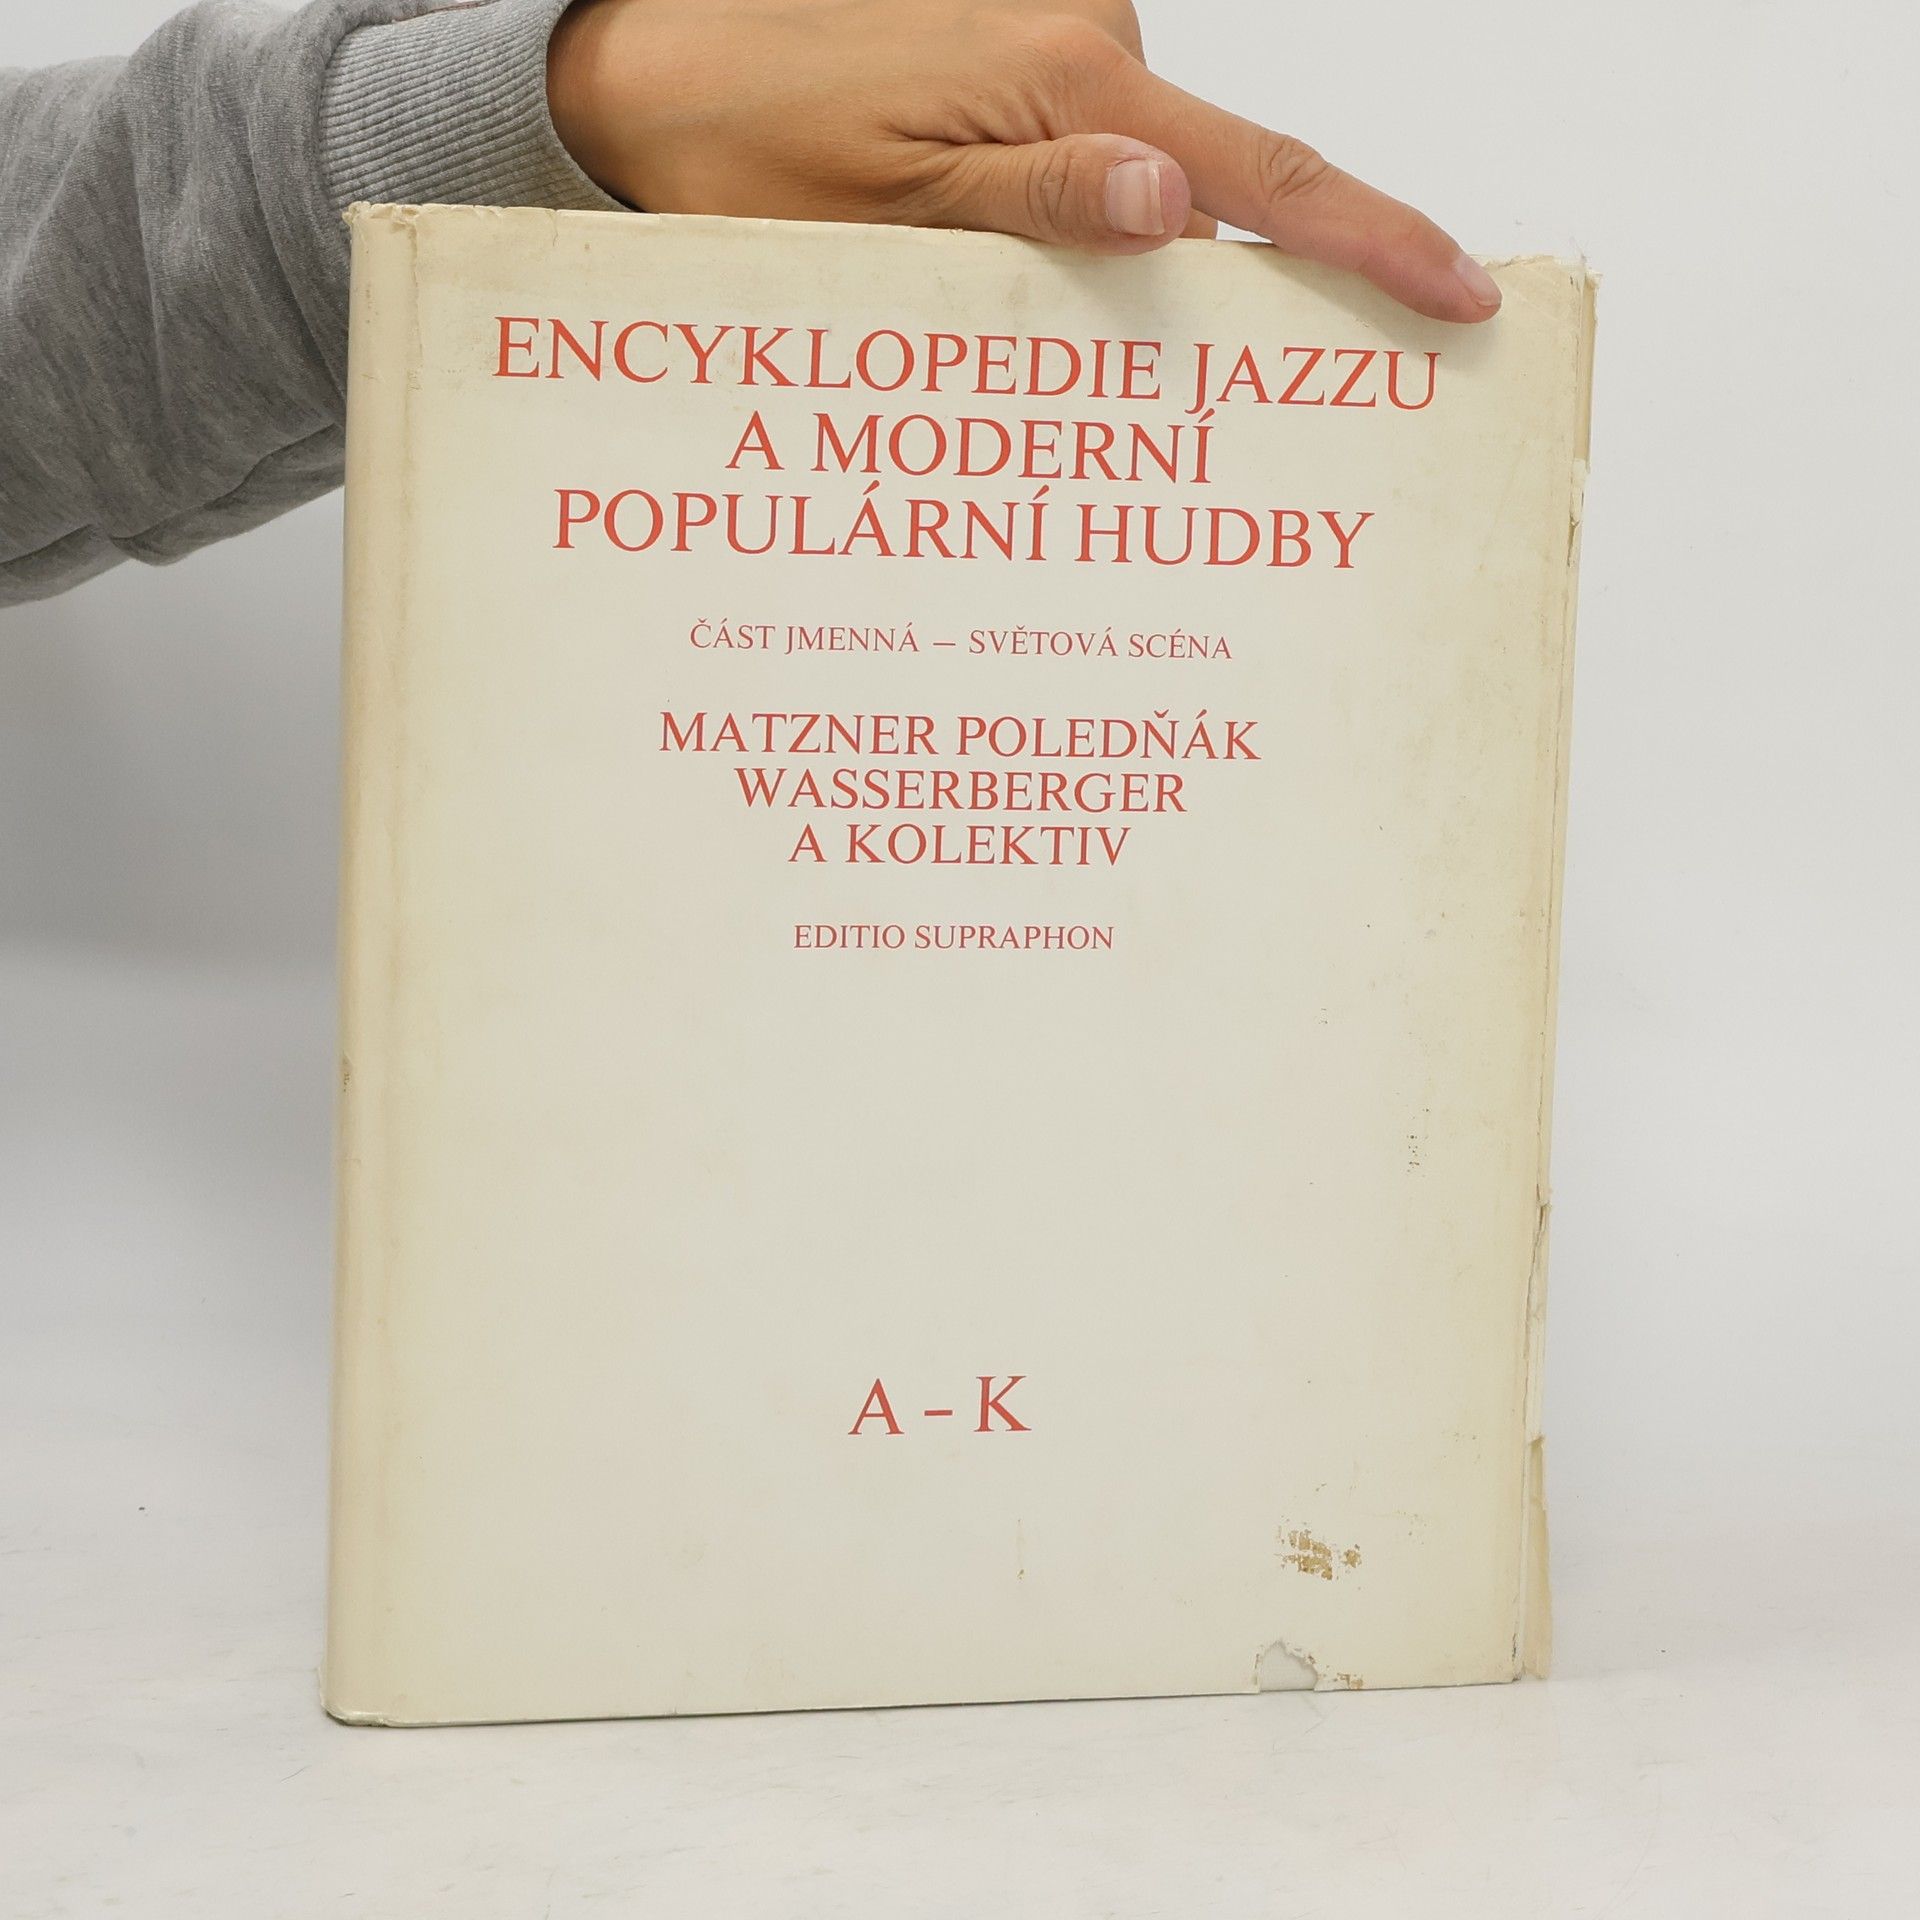 ENCYKLOPEDIE JAZZU
A MODERNÍ
POPULÁRNÍ HUDBY
ČÁST JMENNÁ – SVĚTOVÁ SCÉNA
MATZNER POLEDŇÁK
WASSERBERGER
A KOLEKTIV
EDITIO SUPRAPHON
A – K